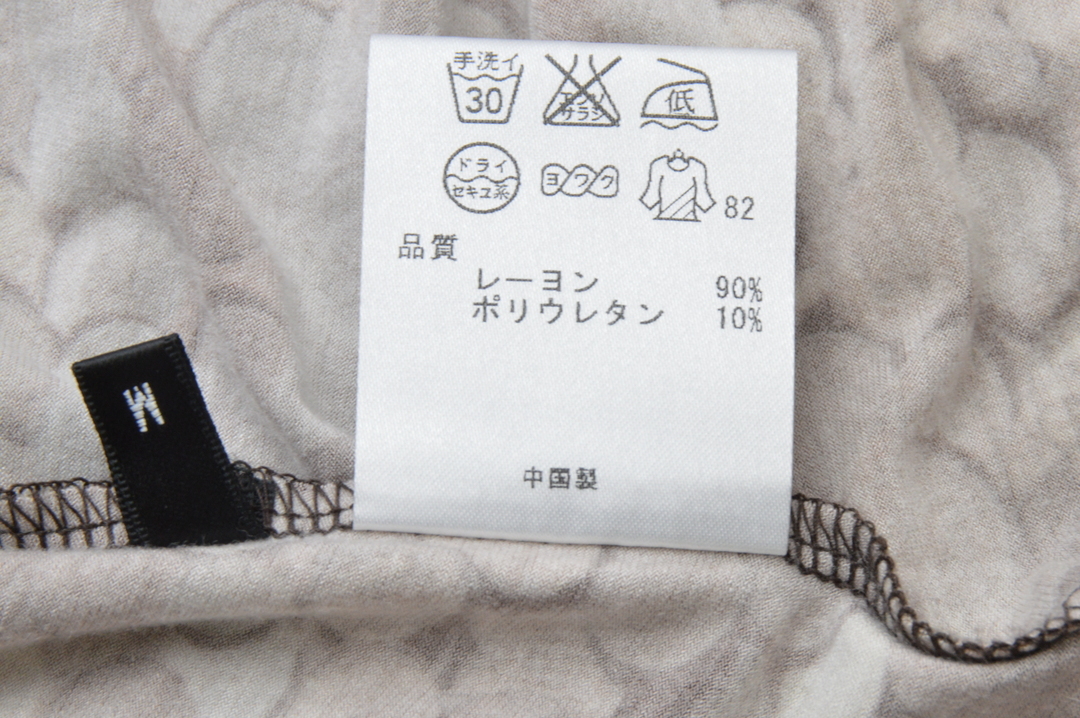 手洗イ
30
エンソ
サラシ
低
ドライ
セキユ系
ヨワク
82
品質
レーヨン 90%
ポリウレタン 10%
中国製
M